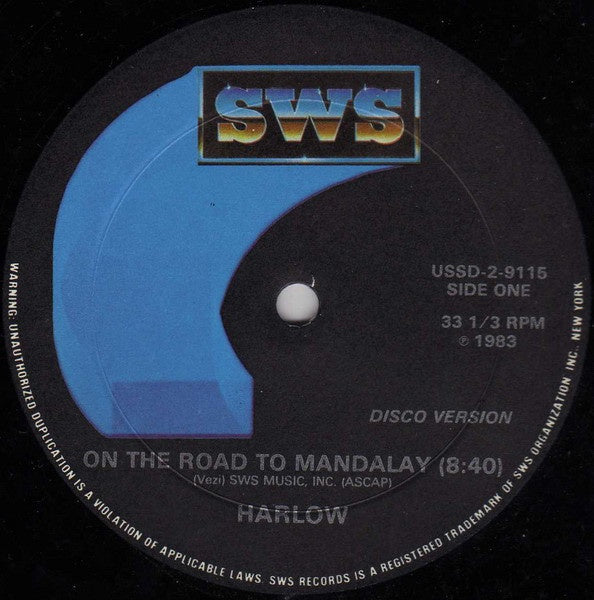 SWS
USSD-2-9115
SIDE ONE
33 1/3 RPM
℗ 1983
DISCO VERSION
ON THE ROAD TO MANDALAY (8:40)
(Vezi) SWS MUSIC, INC. (ASCAP)
HARLOW
WARNING: UNAUTHORIZED DUPLICATION IS A VIOLATION OF APPLICABLE LAWS. SWS RECORDS IS A REGISTERED TRADEMARK OF SWS ORGANIZATION INC., NEW YORK